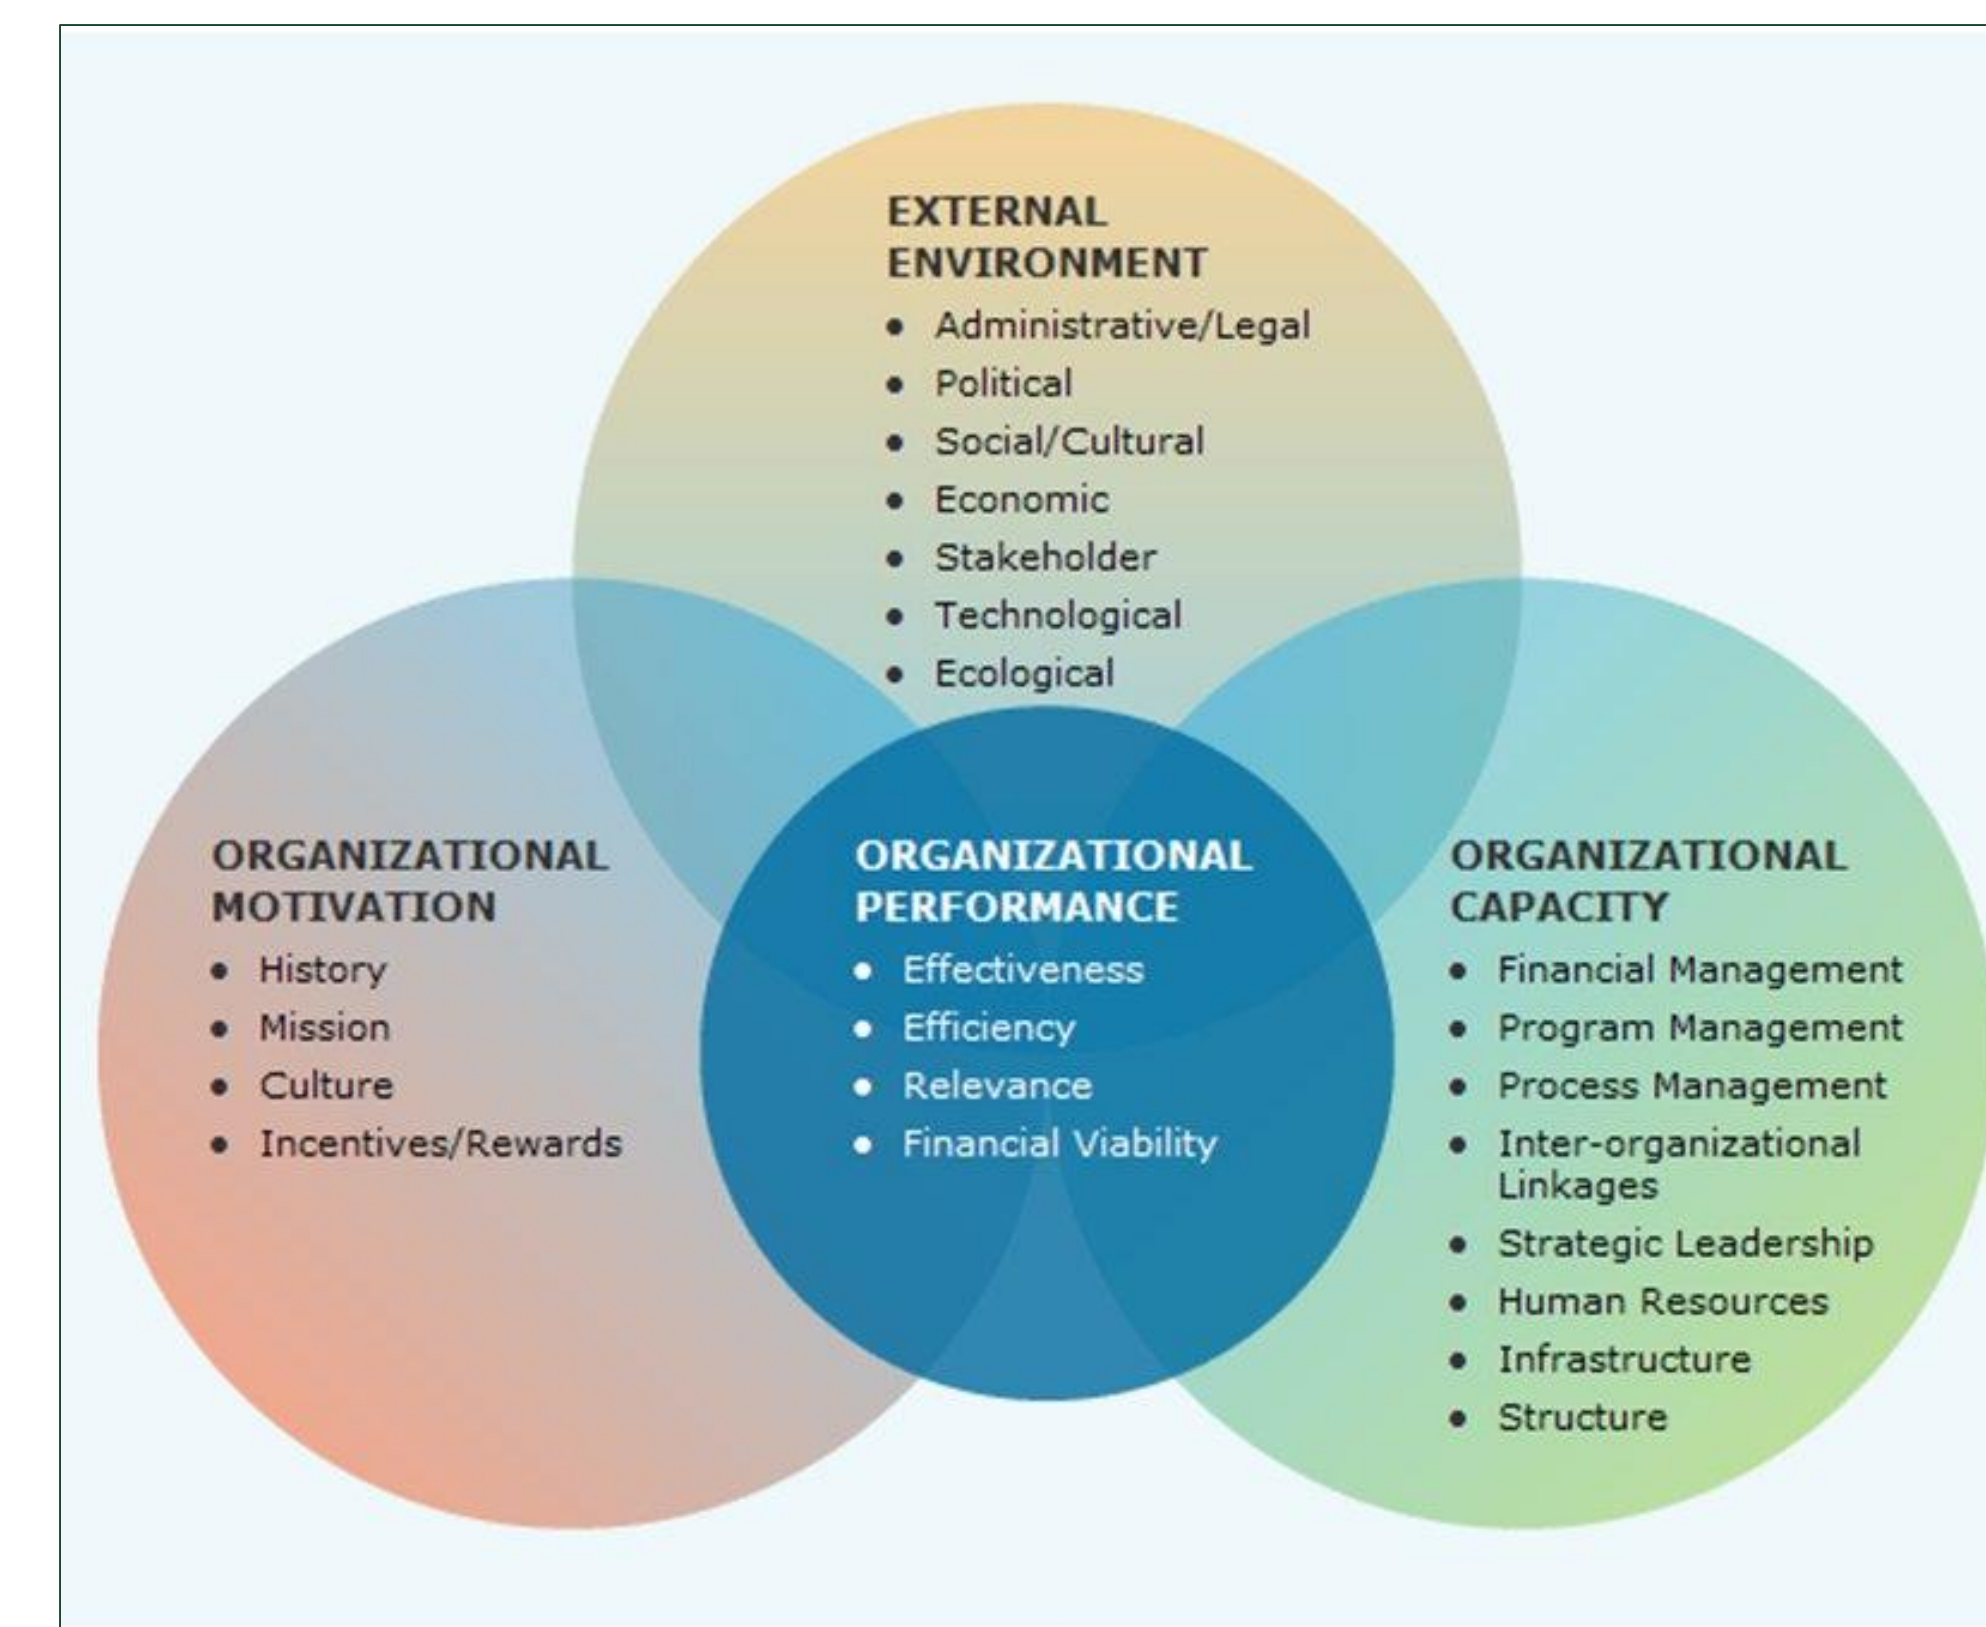 EXTERNAL
ENVIRONMENT
• Administrative/Legal
• Political
• Social/Cultural
• Economic
• Stakeholder
• Technological
• Ecological
ORGANIZATIONAL
MOTIVATION
• History
• Mission
• Culture
• Incentives/Rewards
ORGANIZATIONAL
PERFORMANCE
• Effectiveness
• Efficiency
• Relevance
• Financial Viability
ORGANIZATIONAL
CAPACITY
• Financial Management
• Program Management
• Process Management
• Inter-organizational
Linkages
• Strategic Leadership
• Human Resources
• Infrastructure
• Structure